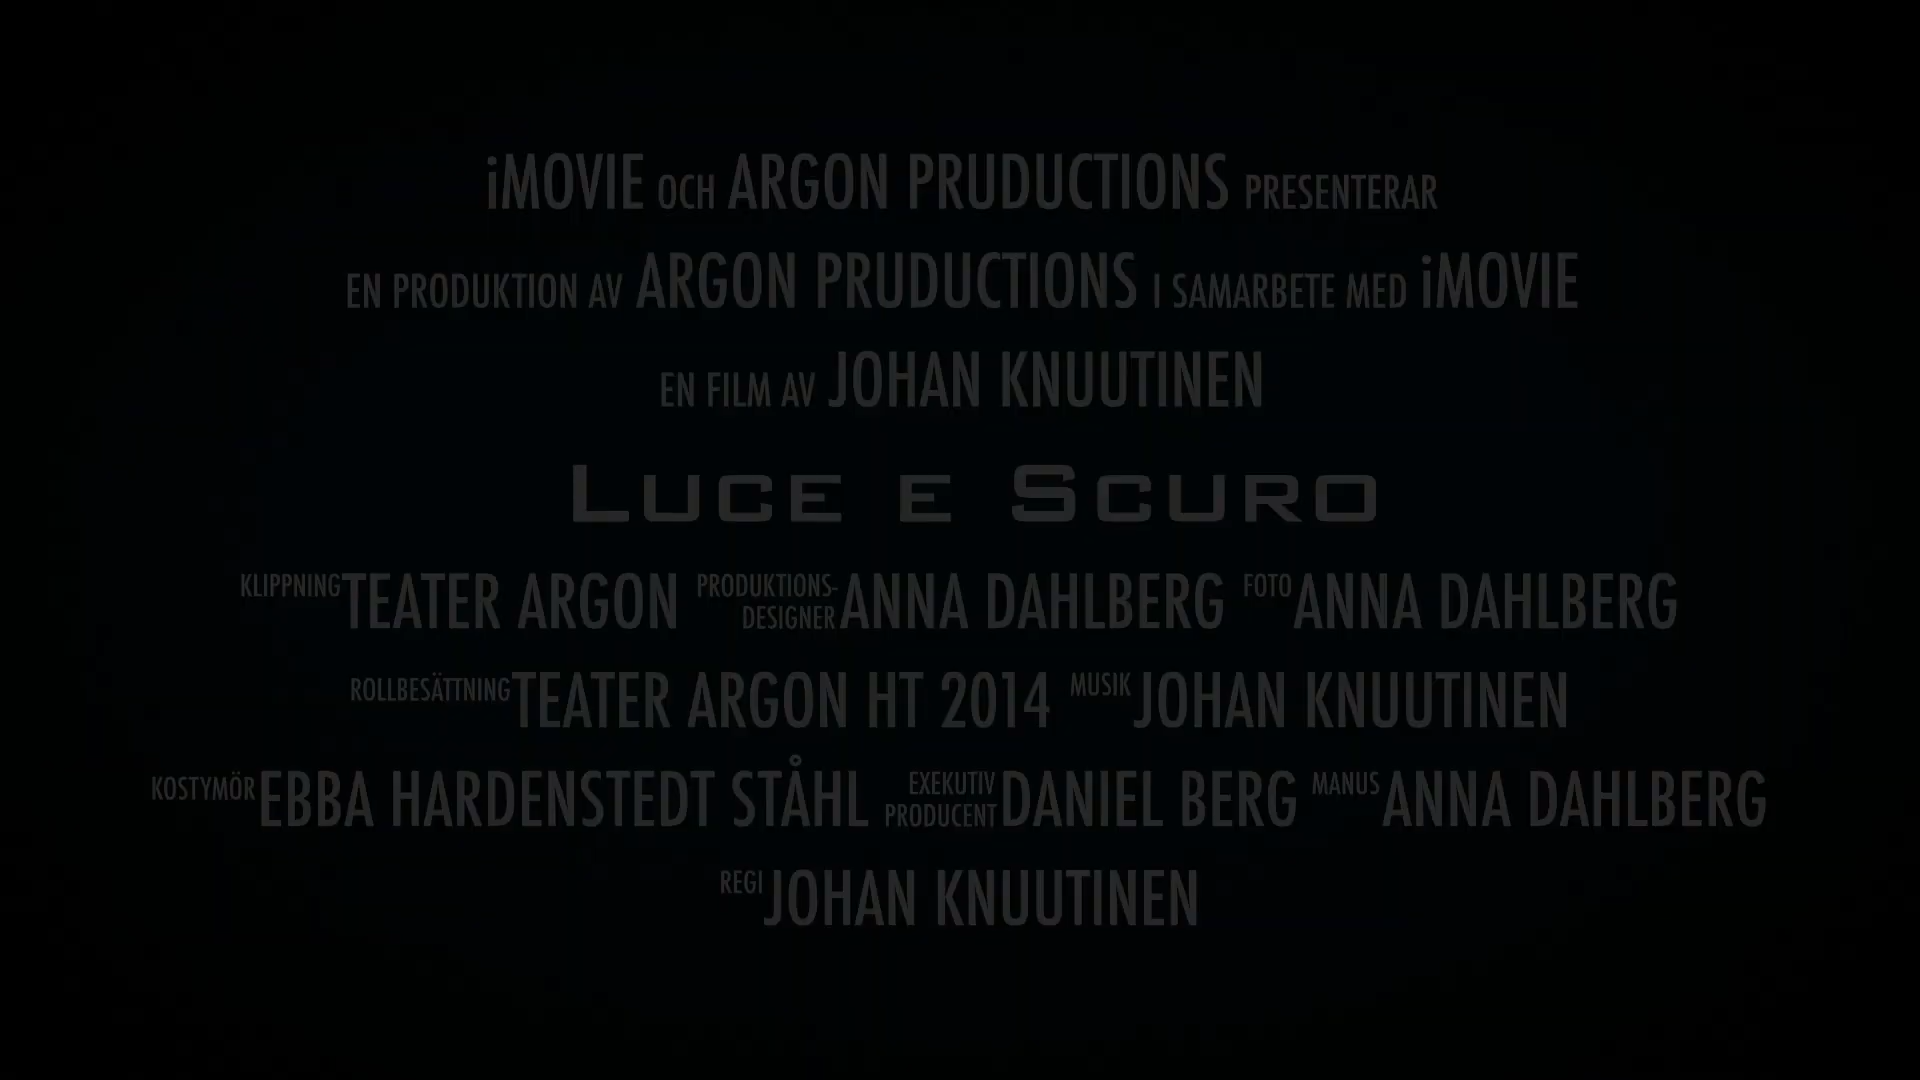 iMOVIE OCH ARGON PRUDUCTIONS PRESENTERAR
EN PRODUKTION AV ARGON PRUDUCTIONS I SAMARBETE MED iMOVIE
EN FILM AV JOHAN KNUUTINEN
LUCE E SCURO
KLIPPNING TEATER ARGON PRODUKTIONS-DESIGNER ANNA DAHLBERG FOTO ANNA DAHLBERG
ROLLBESÄTTNING TEATER ARGON HT 2014 MUSIK JOHAN KNUUTINEN
KOSTYMÖR EBBA HARDENSTEDT STÅHL EXEKUTIV PRODUCENT DANIEL BERG MANUS ANNA DAHLBERG
REGI JOHAN KNUUTINEN